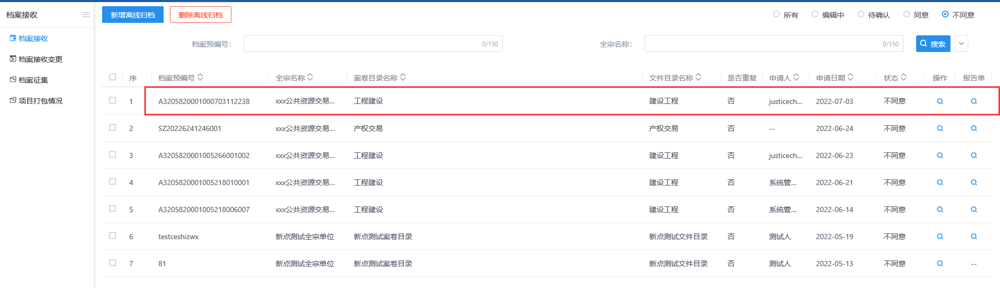 档案接收
档案接收
档案接收变更
档案征集
项目打包情况
新增离线归档 删除离线归档 所有 编辑中 待确认 同意 不同意
档案预编号： 0/150 全宗名称： 0/150 搜索
序 档案预编号 全宗名称 案卷目录名称 文件目录名称 是否重复 申请人 申请日期 状态 操作 报告单
1 A3205820001000703112238 xxx公共资源交易... 工程建设 建设工程 否 justicech... 2022-07-03 不同意
2 SZ20226241246001 xxx公共资源交易... 产权交易 产权交易 否 -- 2022-06-24 不同意
3 A3205820001005266001002 xxx公共资源交易... 工程建设 建设工程 否 justicech... 2022-06-23 不同意
4 A3205820001005218010001 xxx公共资源交易... 工程建设 建设工程 否 系统管... 2022-06-21 不同意
5 A3205820001005218006007 xxx公共资源交易... 工程建设 建设工程 否 系统管... 2022-06-14 不同意
6 testceshizwx 新点测试全宗单位 新点测试案卷目录 新点测试文件目录 否 测试人 2022-05-19 不同意
7 81 新点测试全宗单位 新点测试案卷目录 新点测试文件目录 否 测试人 2022-05-13 不同意 --